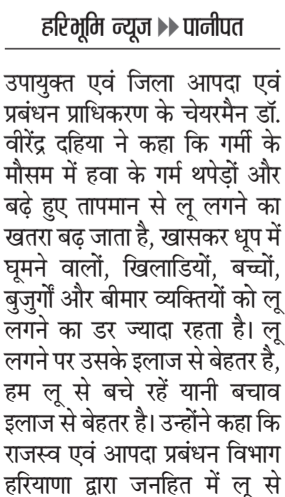 हरिभूमि न्यूज ▶▶ पानीपत
उपायुक्त एवं जिला आपदा एवं
प्रबंधन प्राधिकरण के चेयरमैन डॉ.
वीरेंद्र दहिया ने कहा कि गर्मी के
मौसम में हवा के गर्म थपेड़ों और
बढ़े हुए तापमान से लू लगने का
खतरा बढ़ जाता है, खासकर धूप में
घूमने वालों, खिलाडियों, बच्चों,
बुजुर्गों और बीमार व्यक्तियों को लू
लगने का डर ज्यादा रहता है। लू
लगने पर उसके इलाज से बेहतर है,
हम लू से बचे रहें यानी बचाव
इलाज से बेहतर है। उन्होंने कहा कि
राजस्व एवं आपदा प्रबंधन विभाग
हरियाणा द्वारा जनहित में लू से